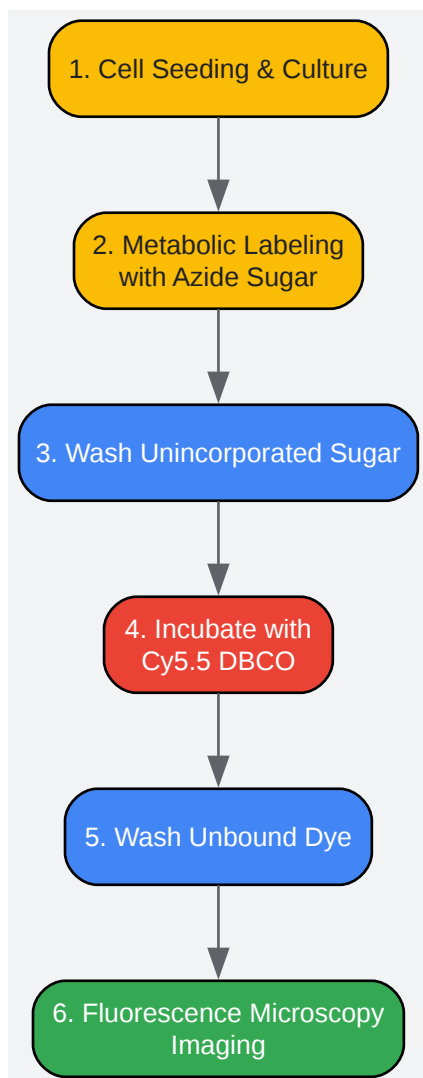 1. Cell Seeding & Culture
2. Metabolic Labeling
with Azide Sugar
3. Wash Unincorporated Sugar
4. Incubate with
Cy5.5 DBCO
5. Wash Unbound Dye
6. Fluorescence Microscopy
Imaging